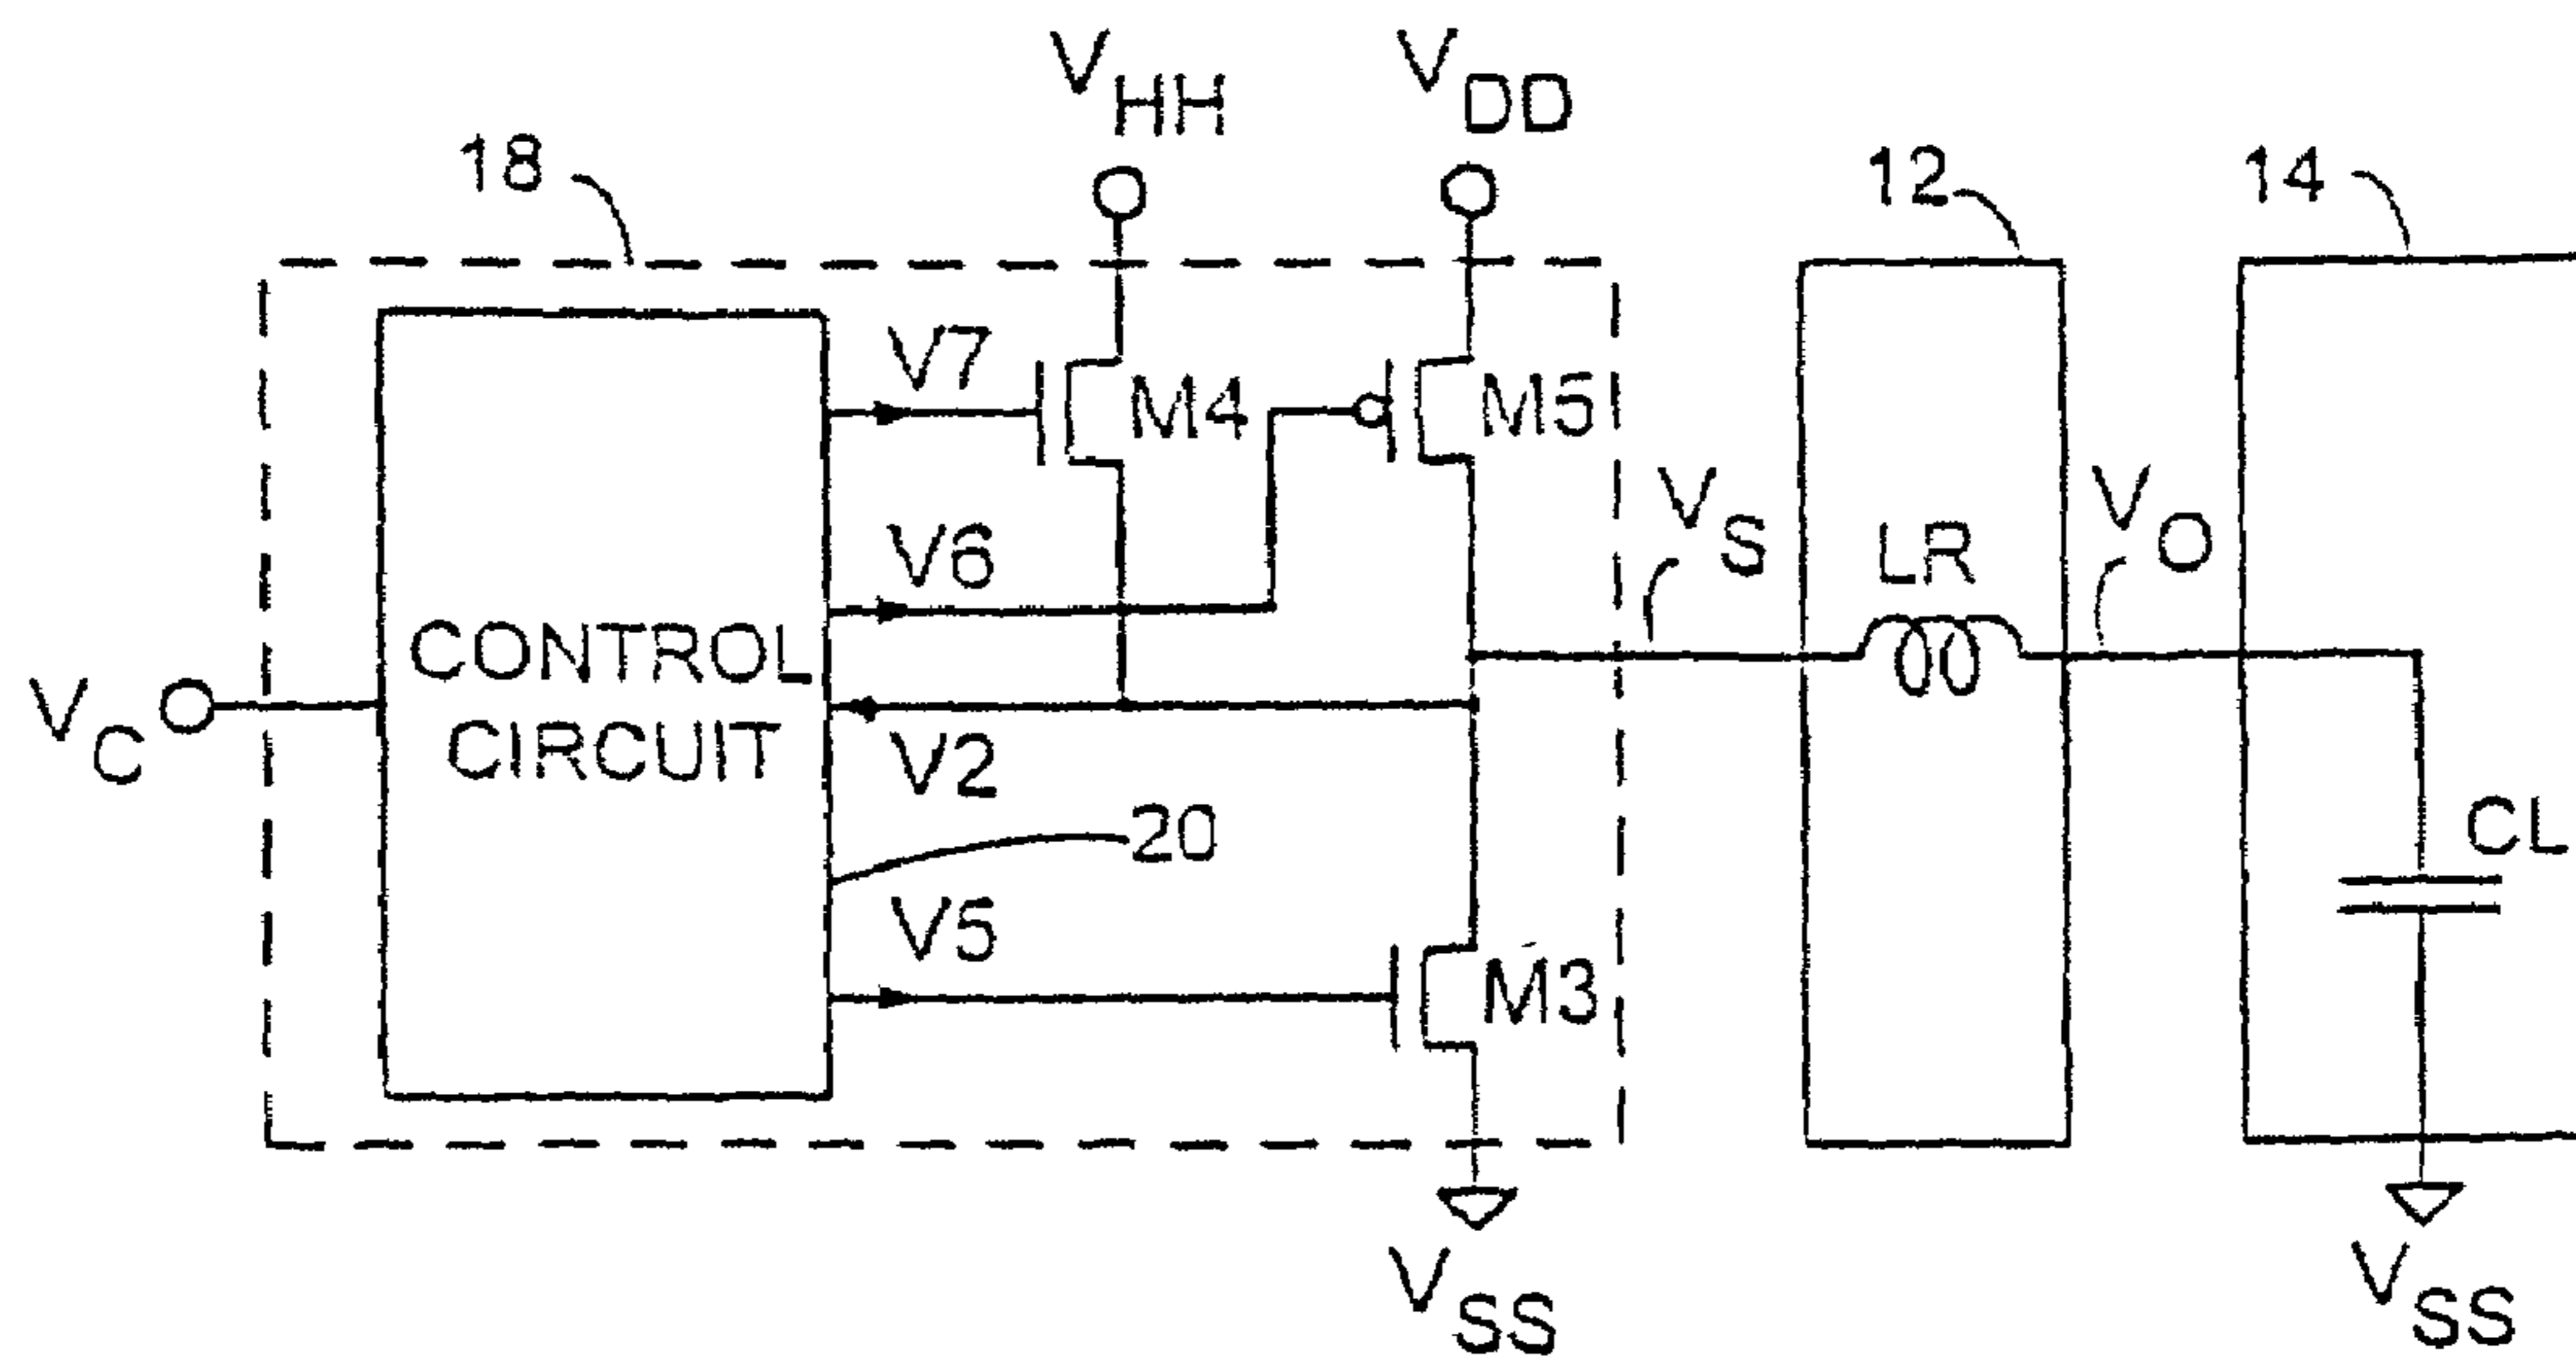 V_HH
V_DD
18
12
14
V7
M4
M5
V6
V_S
LR
V_O
CONTROL
CIRCUIT
V_C
V2
20
CL
V5
M3
V_SS
V_SS